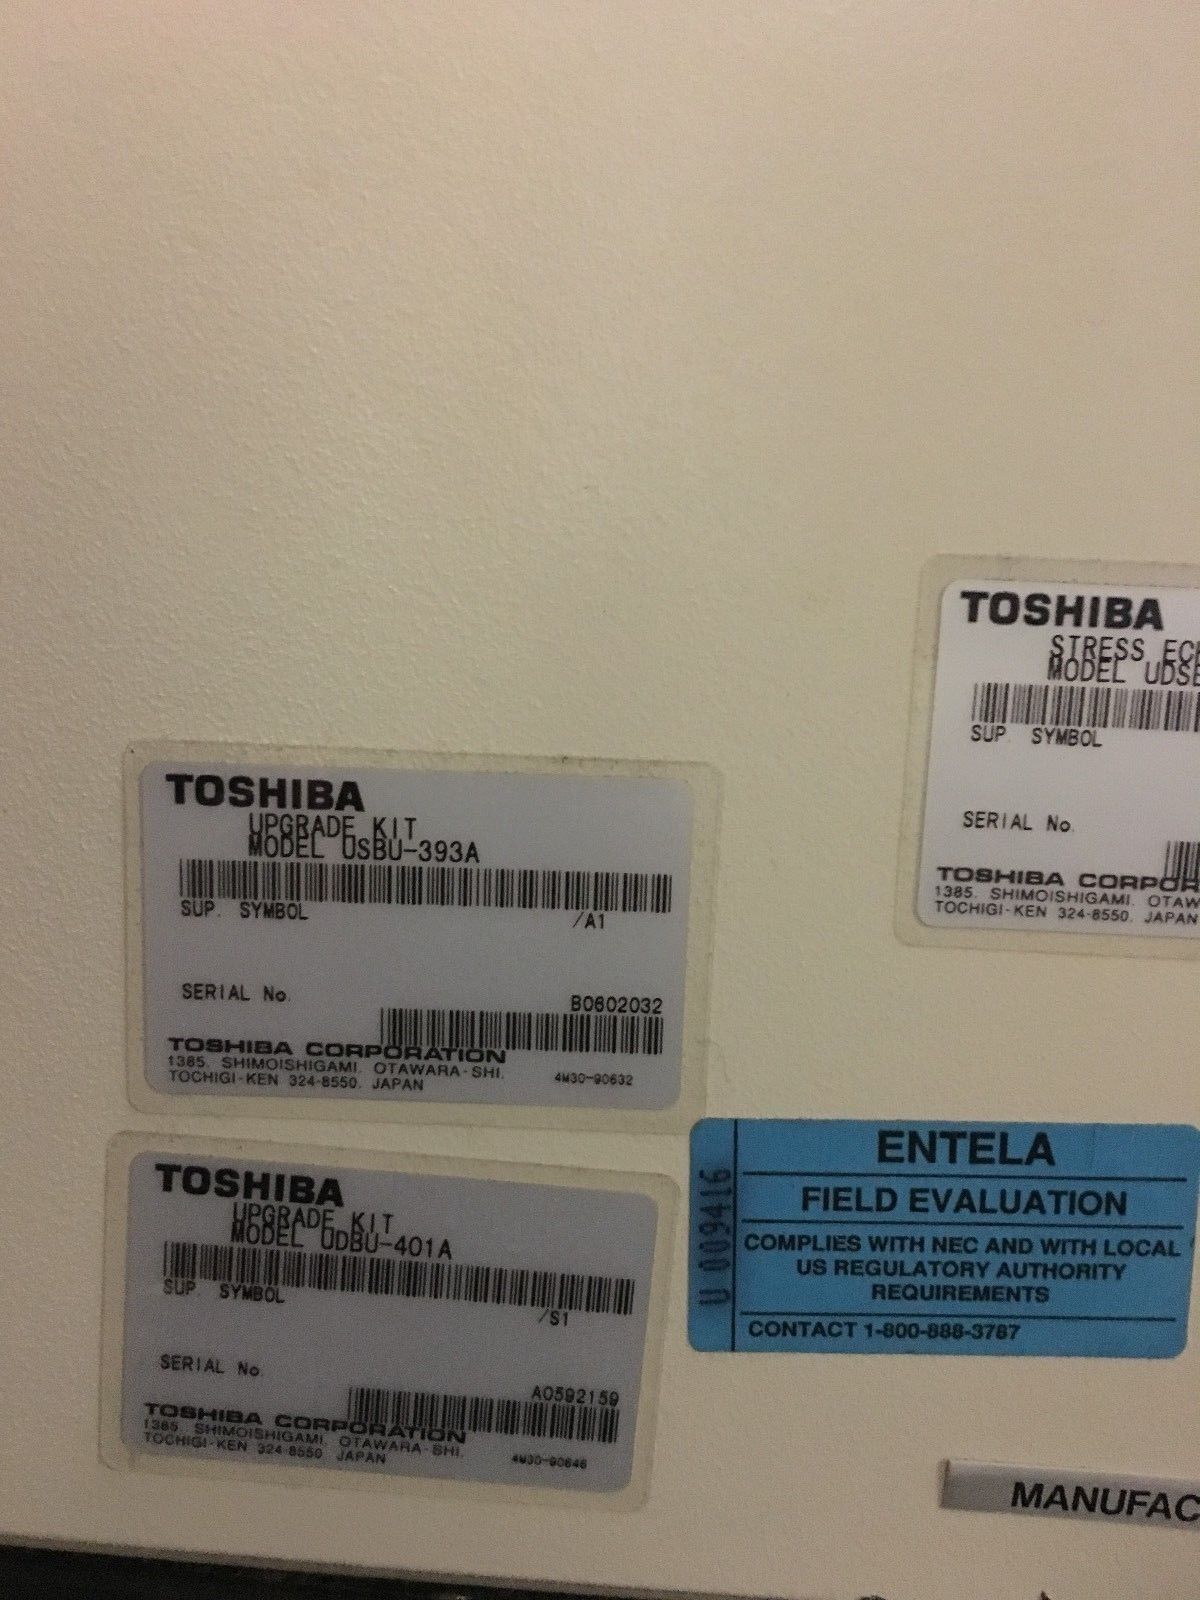 TOSHIBA
STRESS
MODEL
SUP. SYMBOL
SERIAL No.
TOSHIBA
1385, SHIMOISHIGAMI,
TOCHIGI-KEN 324-8550, JAPAN
TOSHIBA
UPGRADE KIT
MODEL USBU-393A
SUP. SYMBOL /A1
SERIAL No. B0602032
TOSHIBA CORPORATION
1385, SHIMOISHIGAMI, OTAWARA-SHI,
TOCHIGI-KEN 324-8550, JAPAN 4M30-90632
TOSHIBA
UPGRADE KIT
MODEL UDBU-401A
SUP. SYMBOL /S1
SERIAL No. A0592159
TOSHIBA CORPORATION
1385, SHIMOISHIGAMI, OTAWARA-SHI,
TOCHIGI-KEN 324-8550 JAPAN 4M30-90646
U 009416
ENTELA
FIELD EVALUATION
COMPLIES WITH NEC AND WITH LOCAL
US REGULATORY AUTHORITY
REQUIREMENTS
CONTACT 1-800-888-3787
MANUFAC